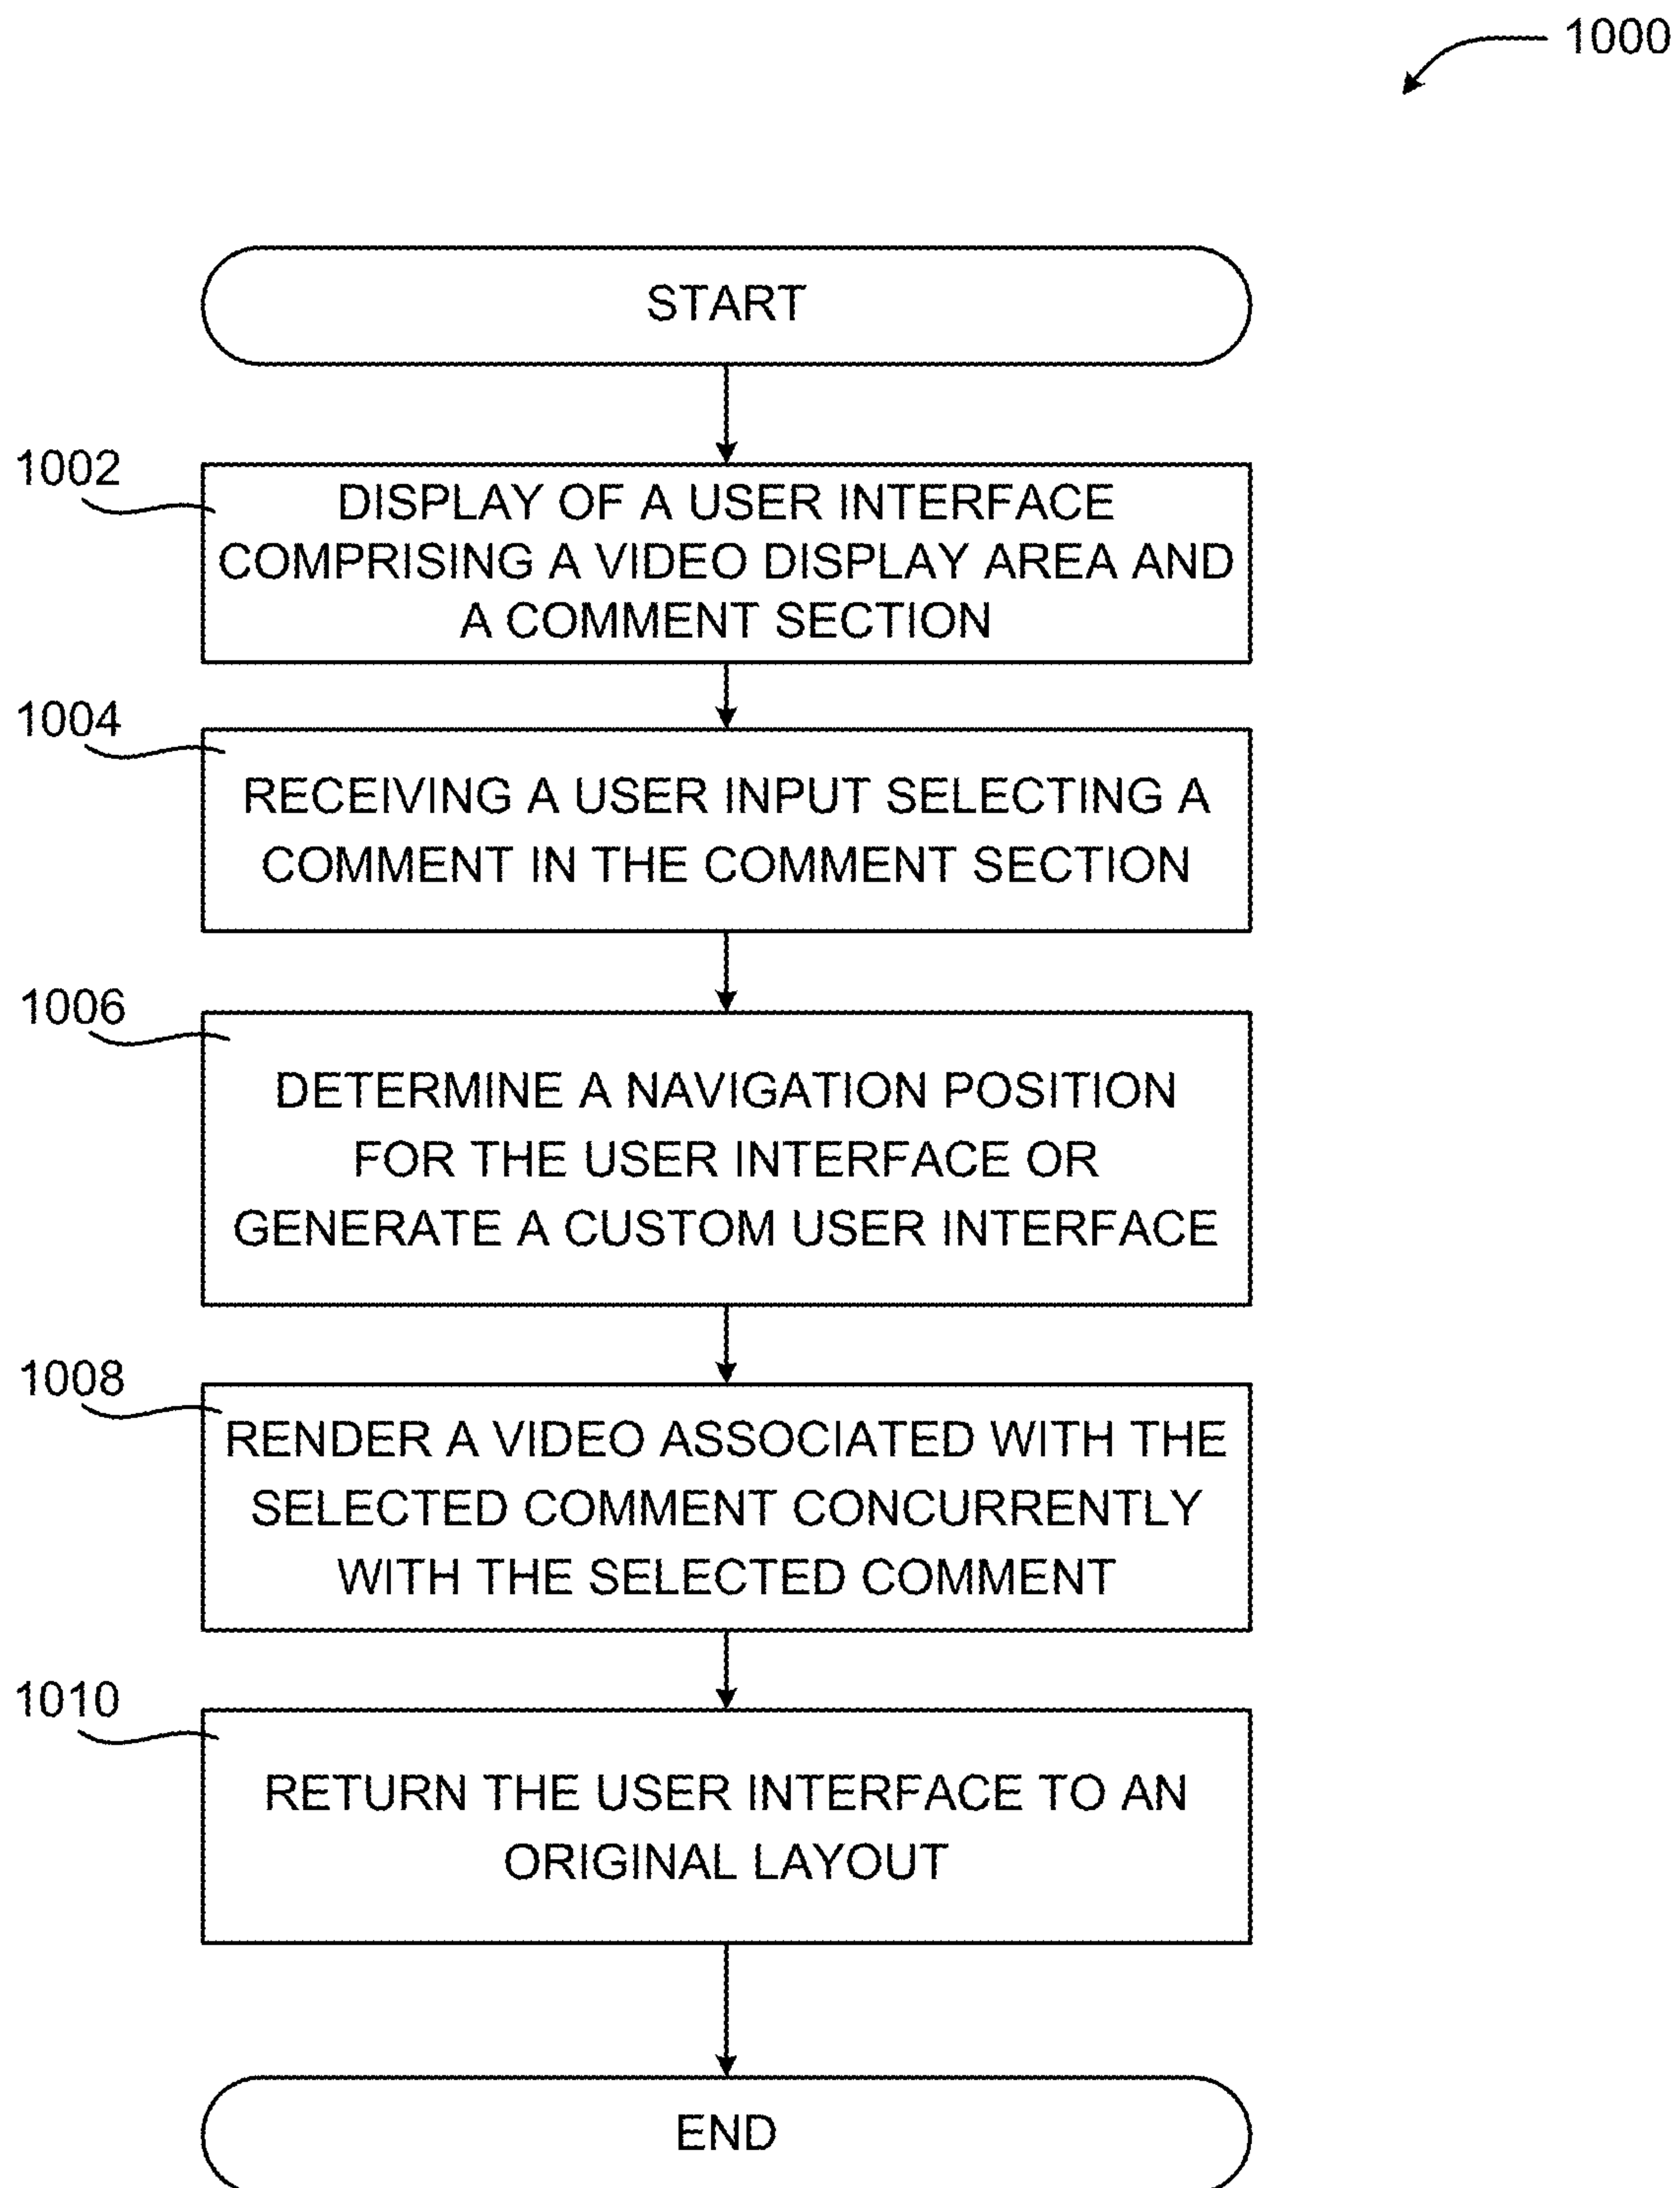 1000
START
1002
DISPLAY OF A USER INTERFACE
COMPRISING A VIDEO DISPLAY AREA AND
A COMMENT SECTION
1004
RECEIVING A USER INPUT SELECTING A
COMMENT IN THE COMMENT SECTION
1006
DETERMINE A NAVIGATION POSITION
FOR THE USER INTERFACE OR
GENERATE A CUSTOM USER INTERFACE
1008
RENDER A VIDEO ASSOCIATED WITH THE
SELECTED COMMENT CONCURRENTLY
WITH THE SELECTED COMMENT
1010
RETURN THE USER INTERFACE TO AN
ORIGINAL LAYOUT
END